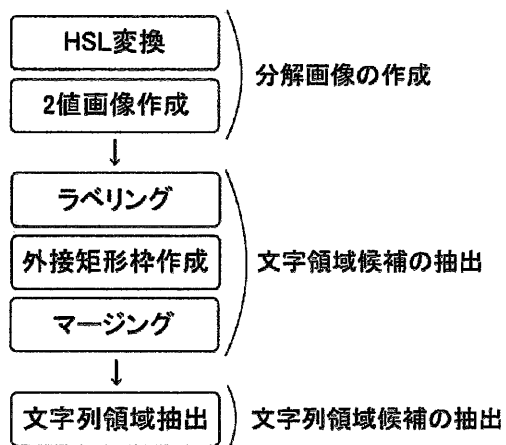 HSL変換
2値画像作成
分解画像の作成
↓
ラベリング
外接矩形枠作成
マージング
文字領域候補の抽出
↓
文字列領域抽出
文字列領域候補の抽出